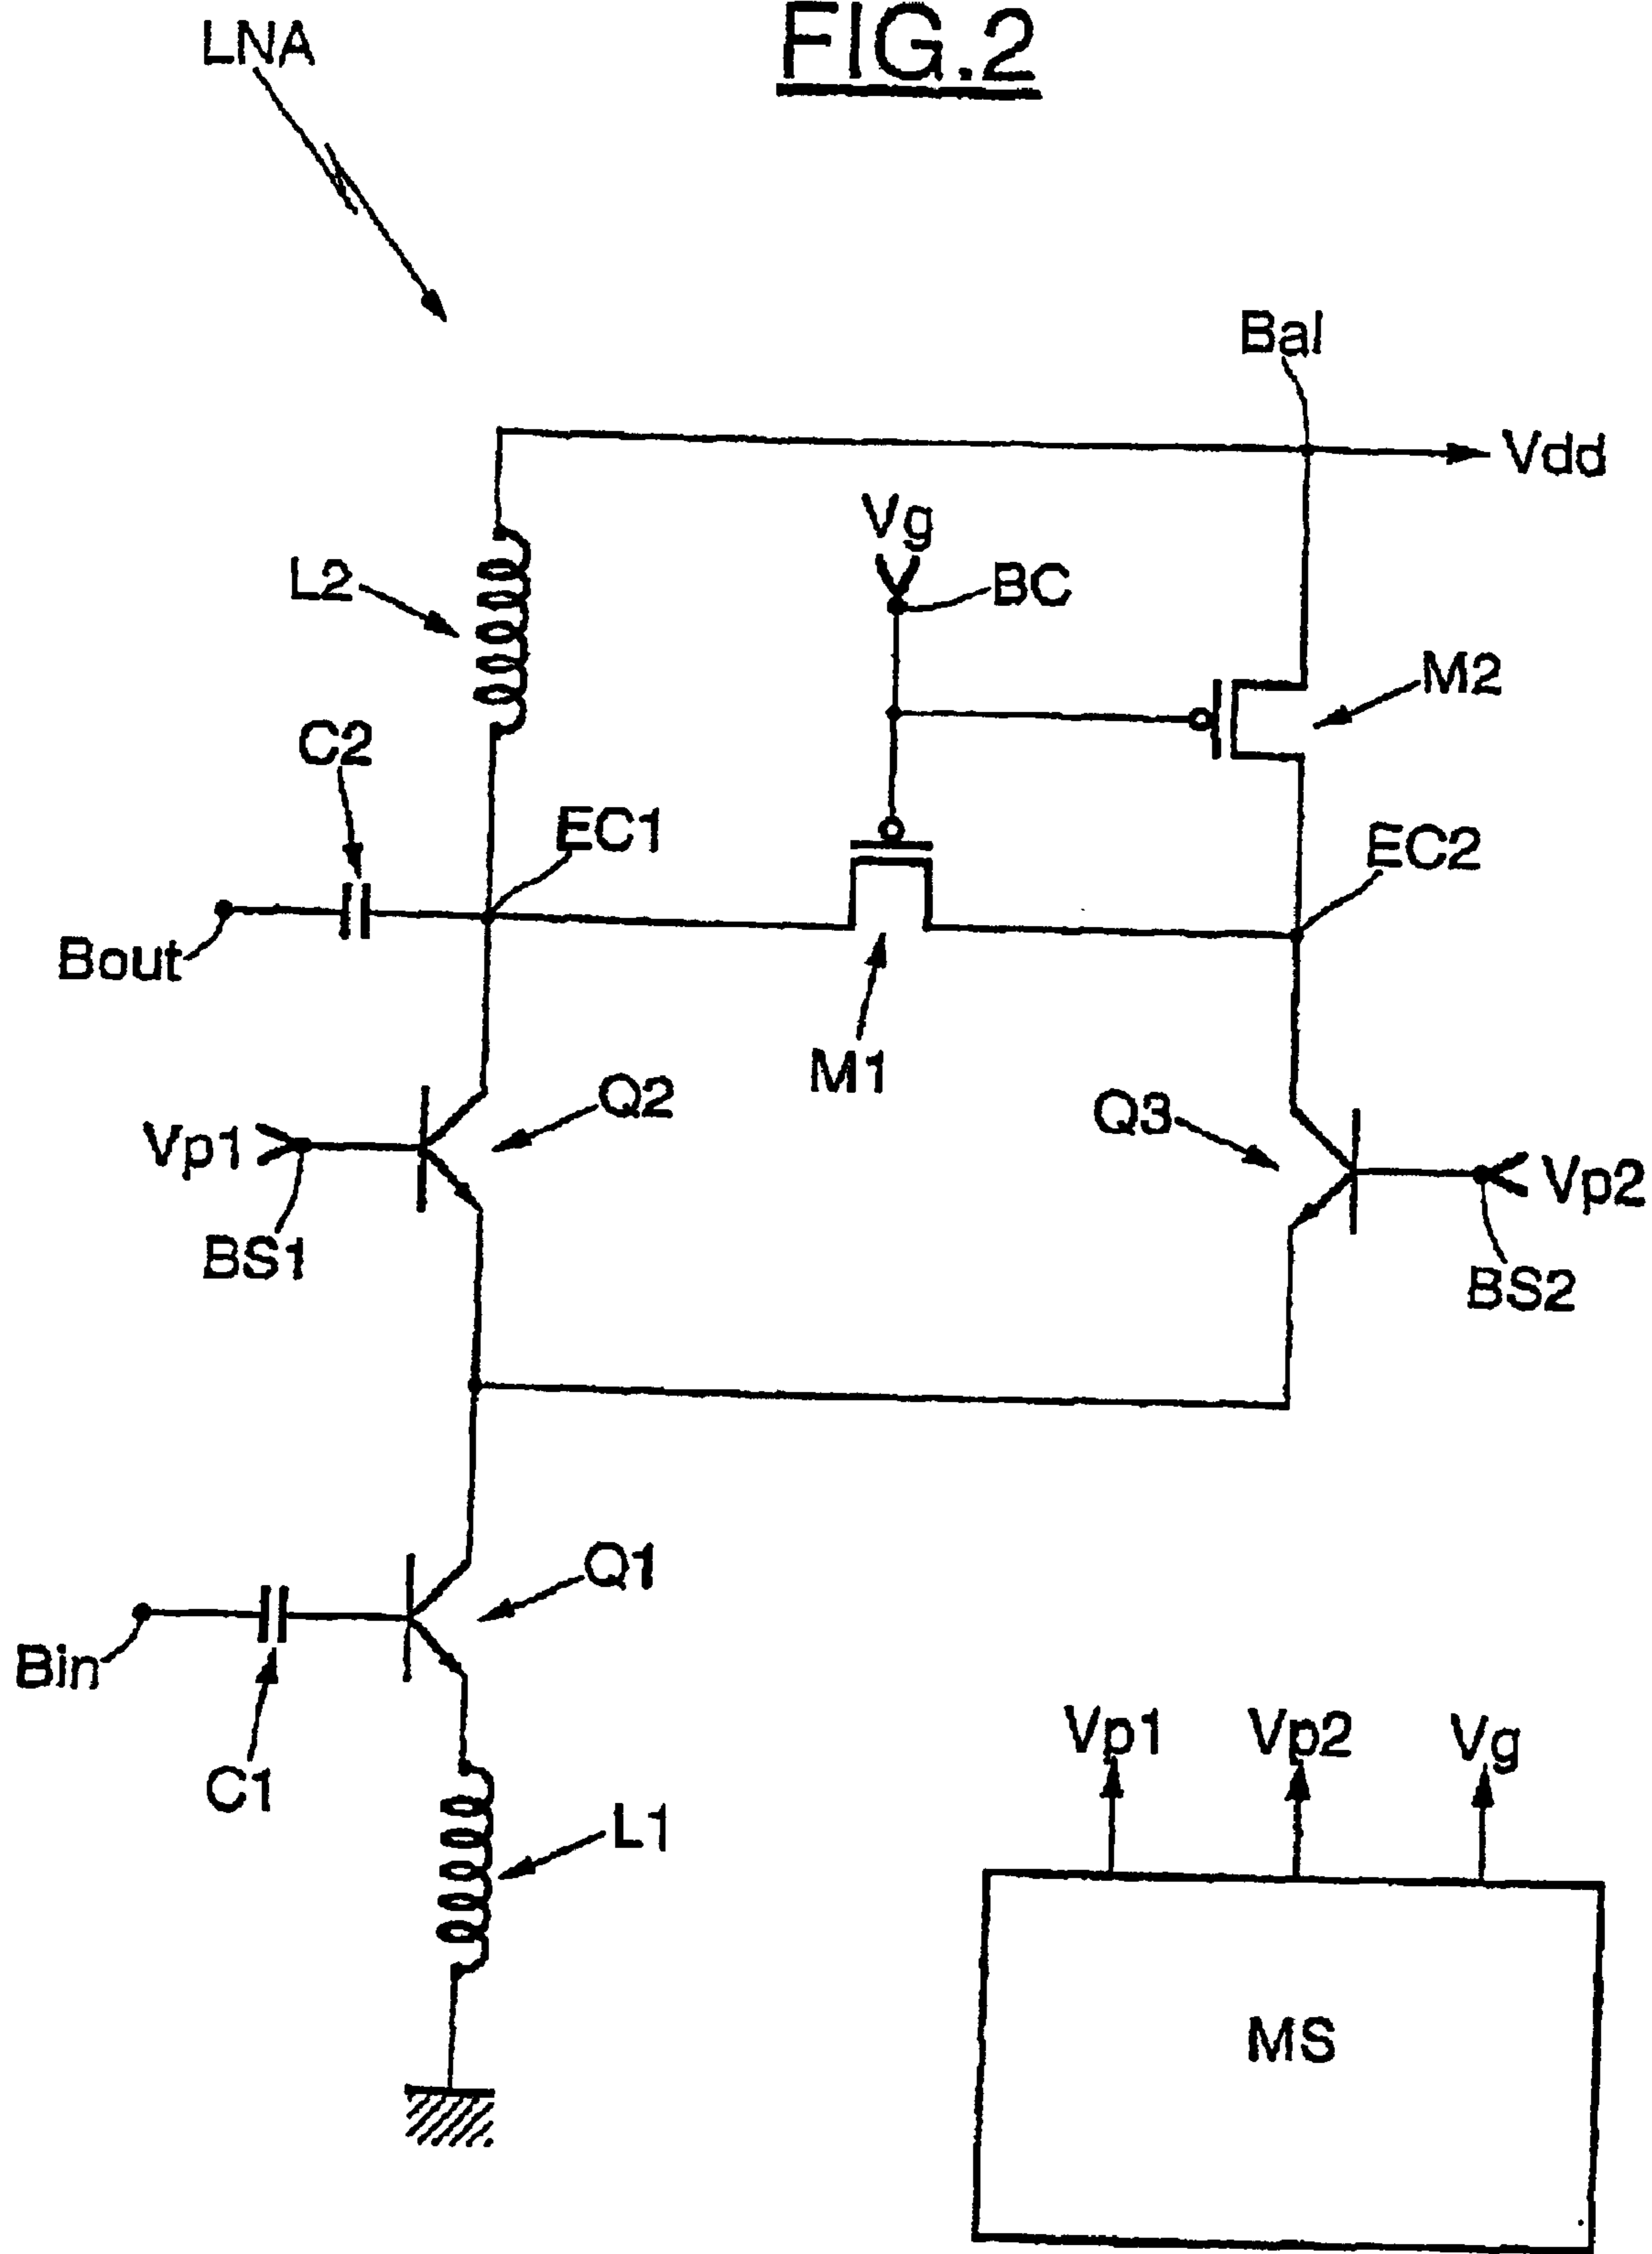 FIG.2
LNA
Bal
Vdd
Vg
BC
L2
M2
C2
EC1
EC2
Bout
M1
Q2
Q3
Vp1
Vp2
BS1
BS2
Q1
Bin
C1
L1
Vp1
Vp2
Vg
MS